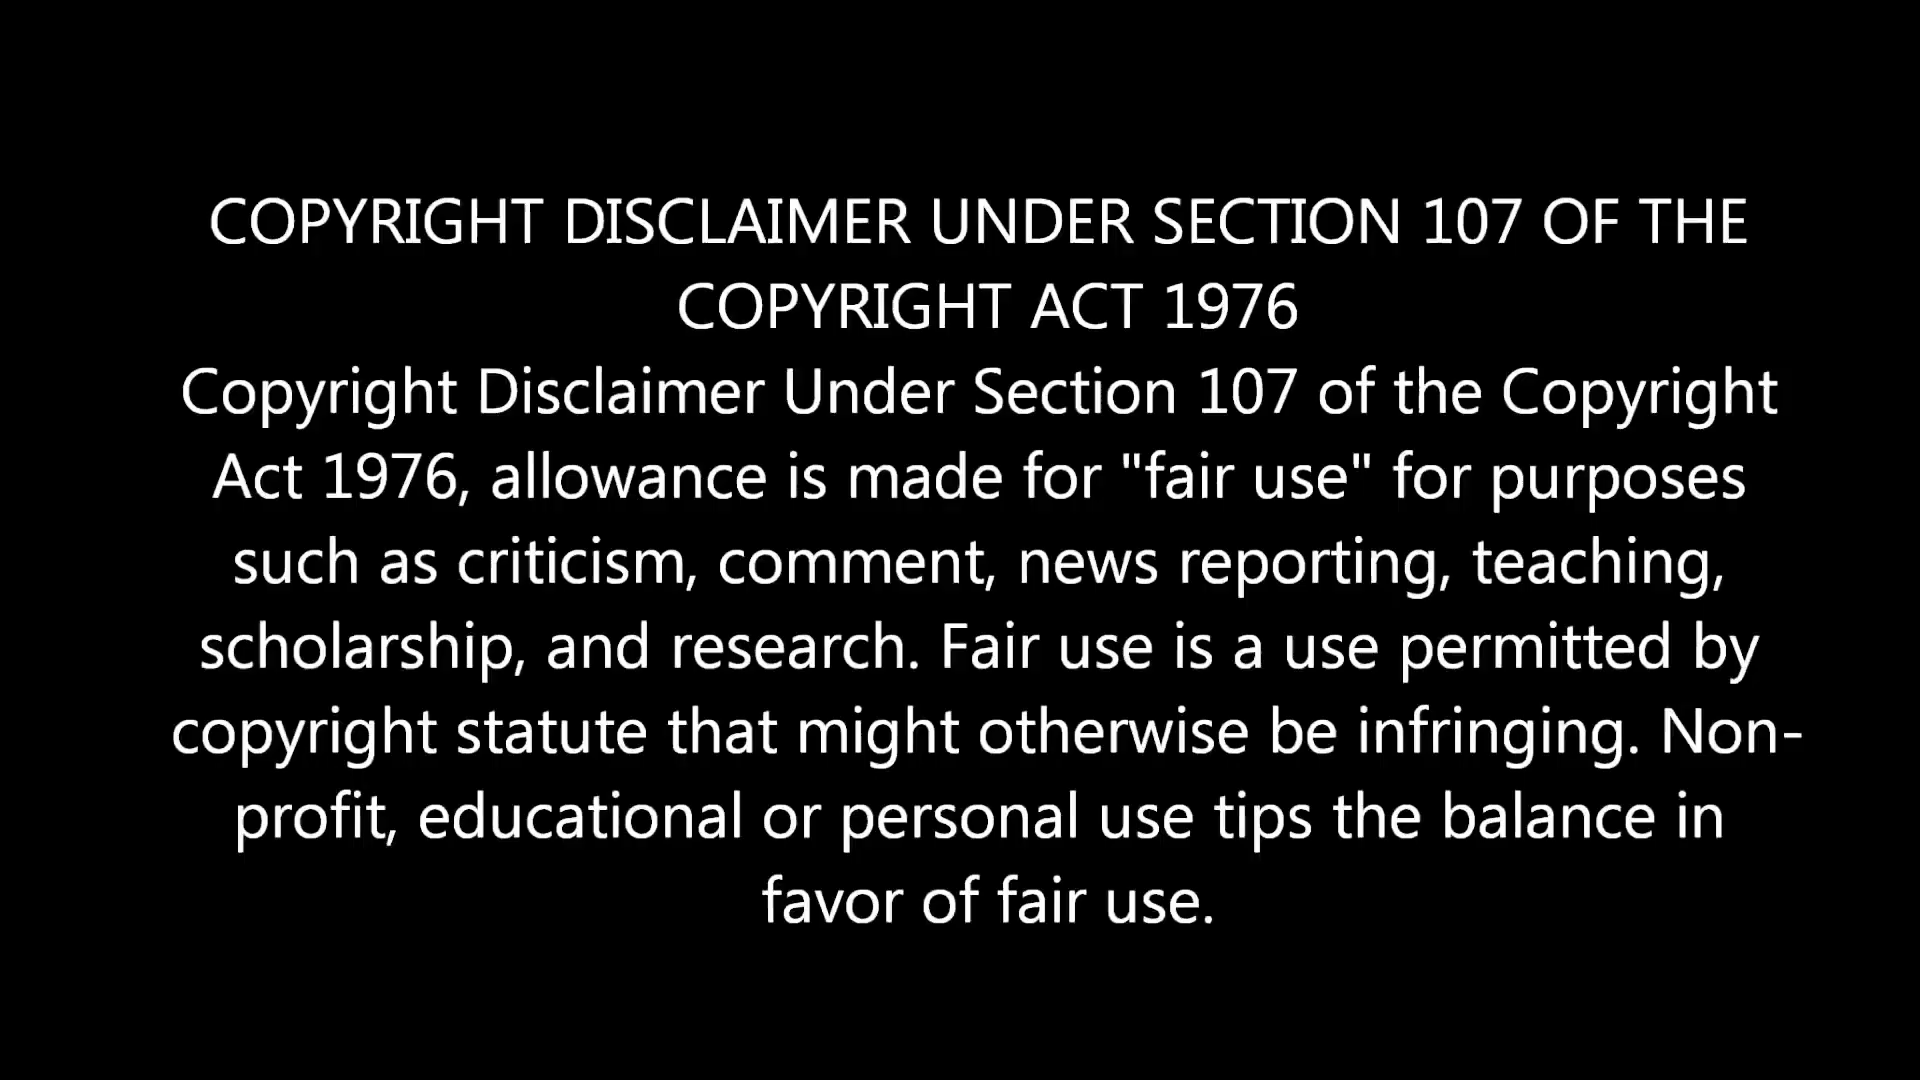 COPYRIGHT DISCLAIMER UNDER SECTION 107 OF THE
COPYRIGHT ACT 1976
Copyright Disclaimer Under Section 107 of the Copyright
Act 1976, allowance is made for "fair use" for purposes
such as criticism, comment, news reporting, teaching,
scholarship, and research. Fair use is a use permitted by
copyright statute that might otherwise be infringing. Non-
profit, educational or personal use tips the balance in
favor of fair use.